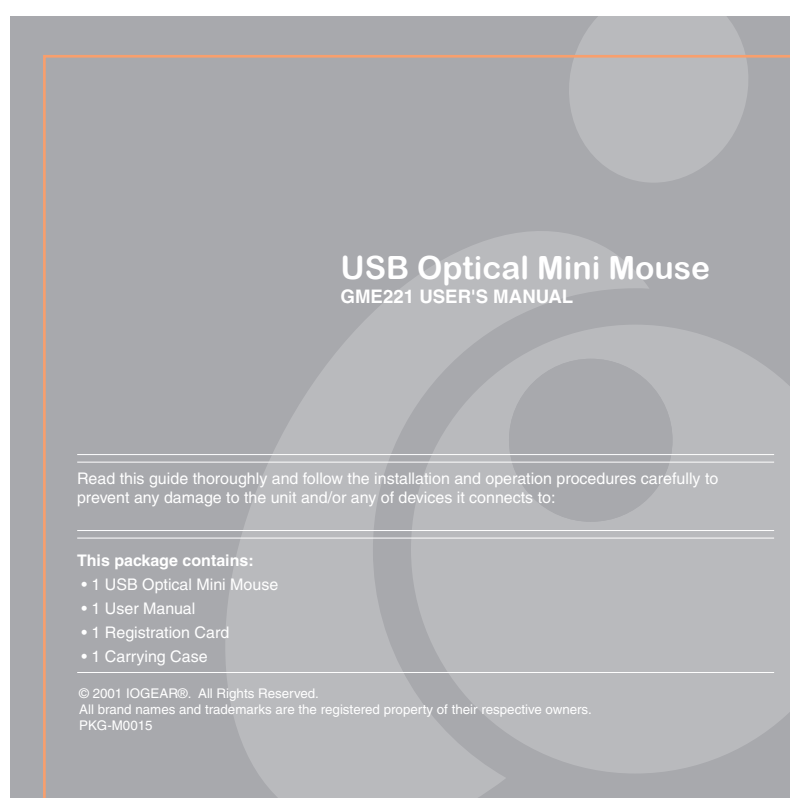 USB Optical Mini Mouse
GME221 USER'S MANUAL
Read this guide thoroughly and follow the installation and operation procedures carefully to
prevent any damage to the unit and/or any of devices it connects to:
This package contains:
• 1 USB Optical Mini Mouse
• 1 User Manual
• 1 Registration Card
• 1 Carrying Case
© 2001 IOGEAR®.  All Rights Reserved.
All brand names and trademarks are the registered property of their respective owners.
PKG-M0015